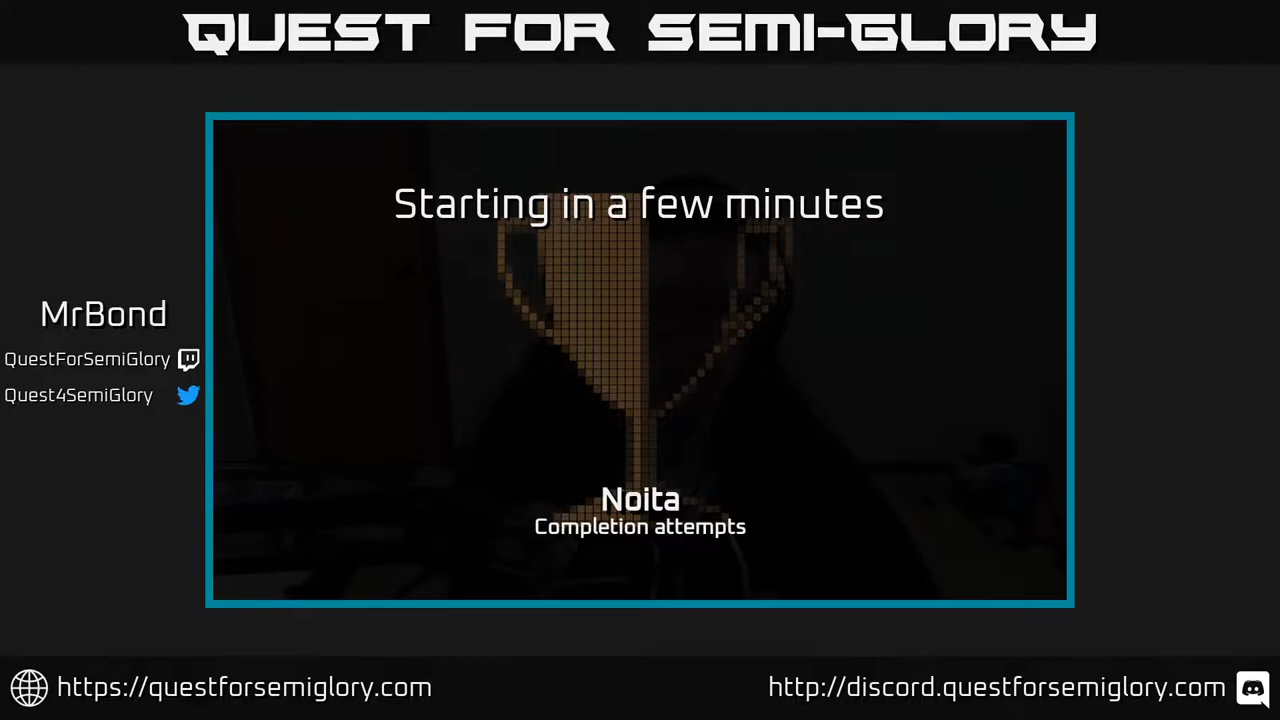 QUEST FOR SEMI-GLORY
Starting in a few minutes
MrBond
QuestForSemiGlory
Quest4SemiGlory
Noita
Completion attempts
https://questforsemiglory.com
http://discord.questforsemiglory.com